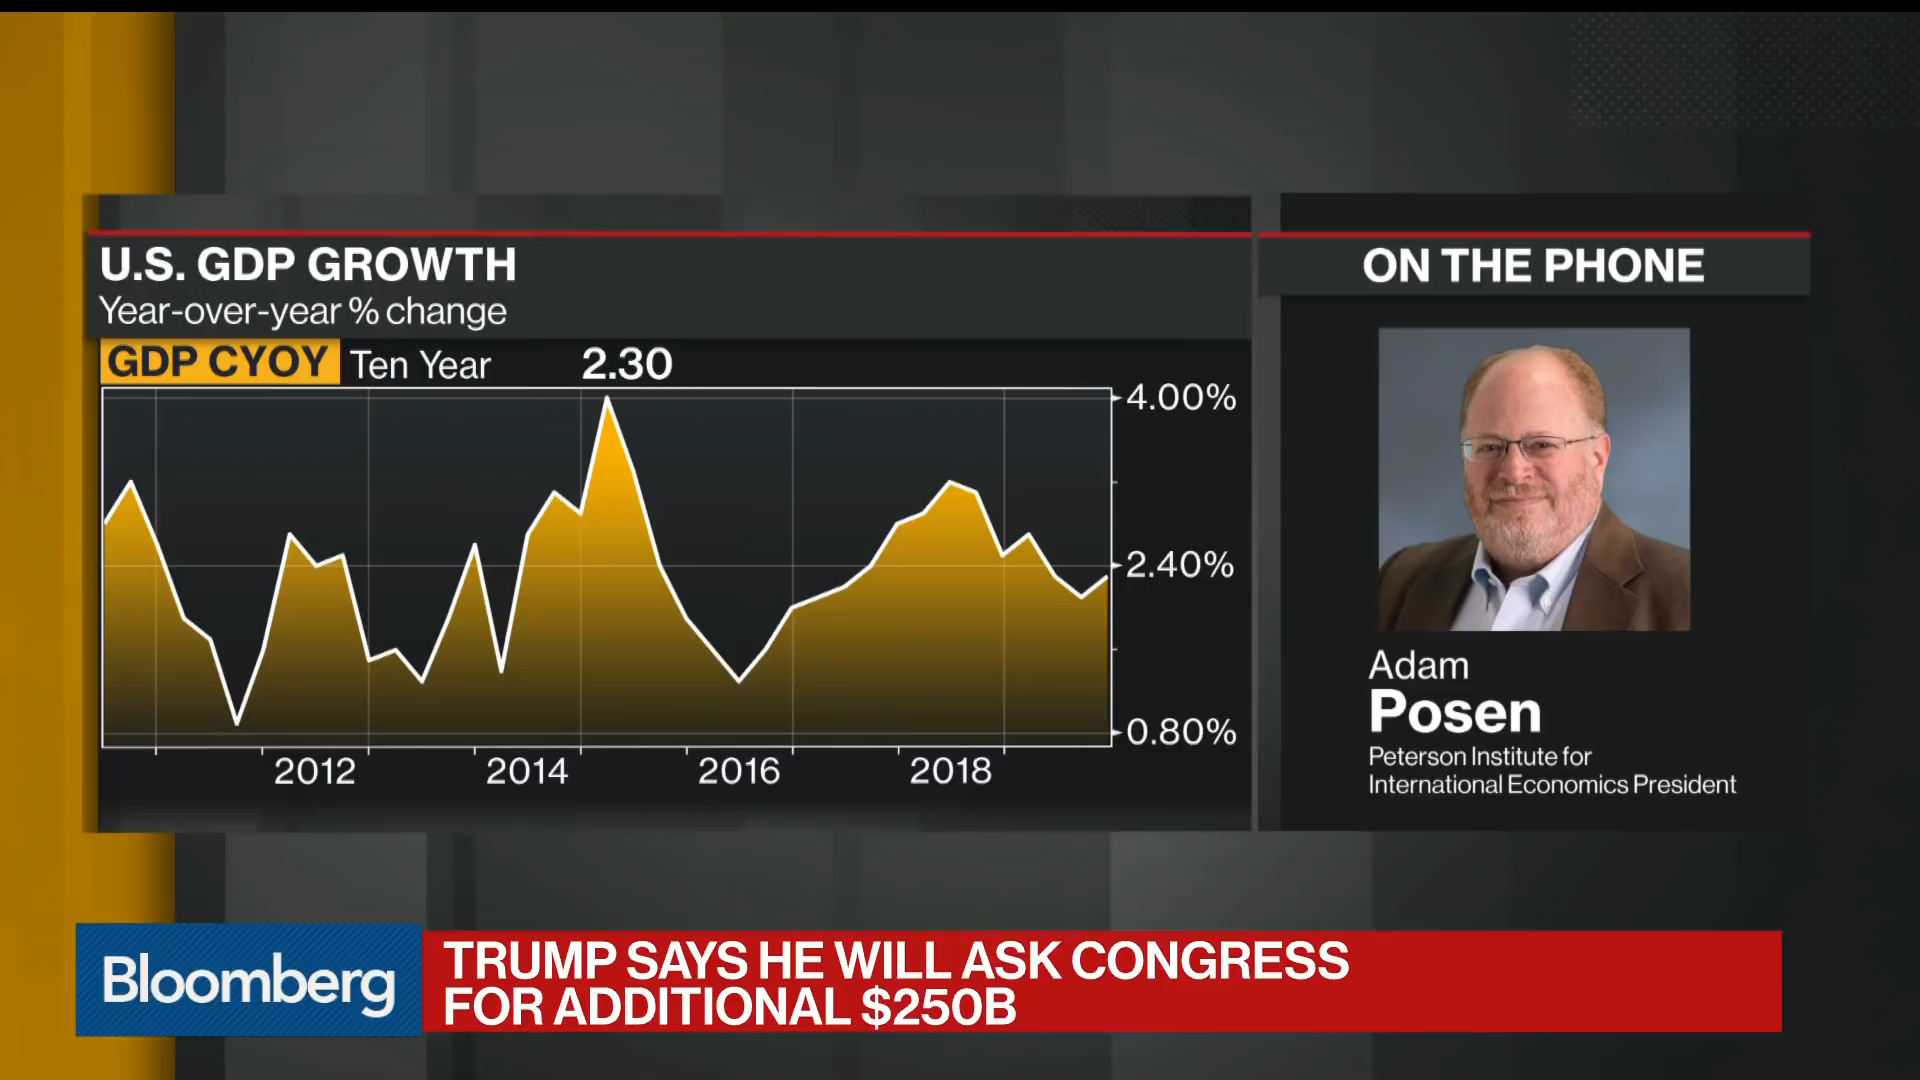 U.S. GDP GROWTH
Year-over-year % change
GDP CYOY Ten Year 2.30
4.00%
2.40%
0.80%
2012 2014 2016 2018
ON THE PHONE
Adam
Posen
Peterson Institute for
International Economics President
Bloomberg
TRUMP SAYS HE WILL ASK CONGRESS
FOR ADDITIONAL $250B